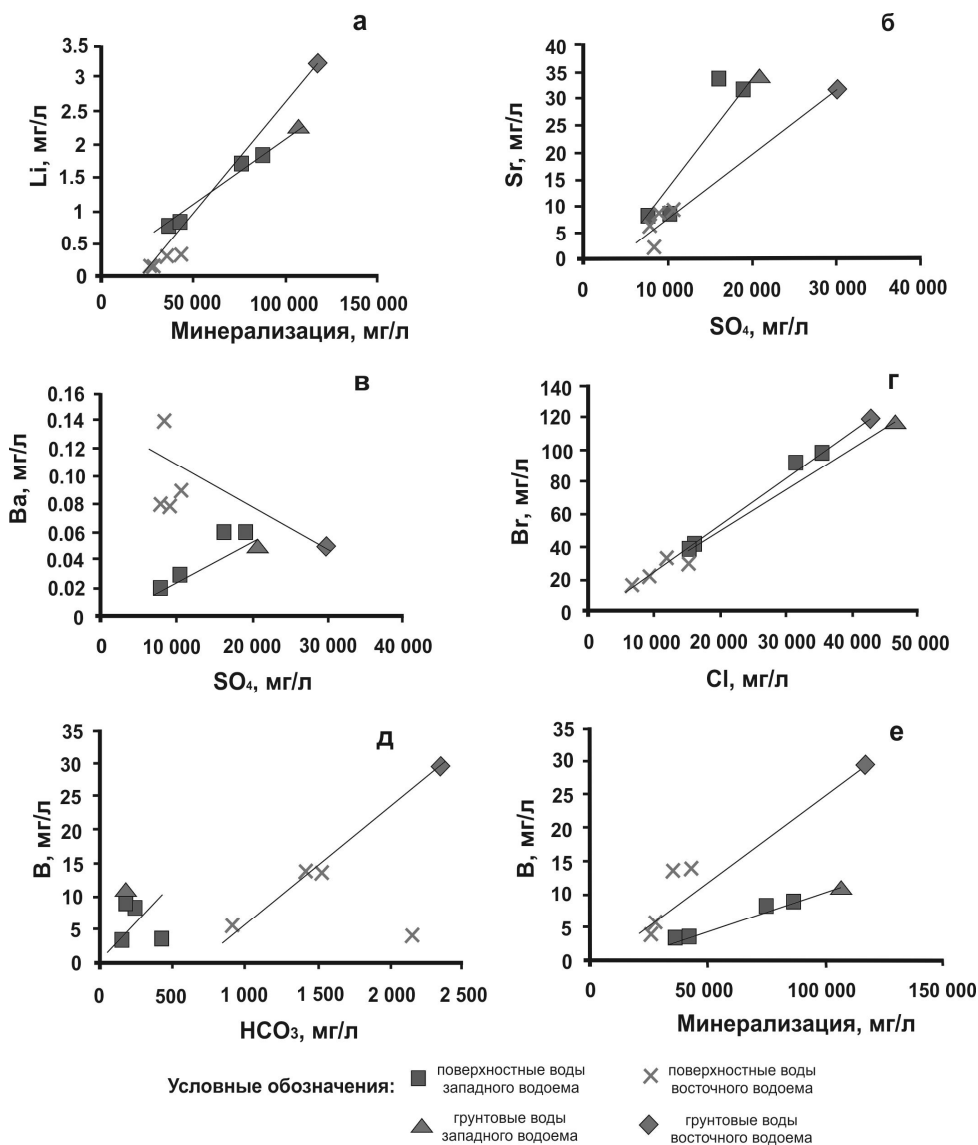 а
3.5
3
2.5
2
1.5
1
0.5
0
Li, мг/л
0 50 000 100 000 150 000
Минерализация, мг/л
б
40
35
30
25
20
15
10
5
0
Sr, мг/л
0 10 000 20 000 30 000 40 000
SO₄, мг/л
в
0.16
0.14
0.12
0.10
0.08
0.06
0.04
0.02
0
Ba, мг/л
0 10 000 20 000 30 000 40 000
SO₄, мг/л
г
140
120
100
80
60
40
20
0
Br, мг/л
0 10 000 20 000 30 000 40 000 50 000
Cl, мг/л
д
35
30
25
20
15
10
5
0
B, мг/л
0 500 1 000 1 500 2 000 2 500
HCO₃, мг/л
е
35
30
25
20
15
10
5
0
B, мг/л
0 50 000 100 000 150 000
Минерализация, мг/л
Условные обозначения:
поверхностные воды
западного водоема
поверхностные воды
восточного водоема
грунтовые воды
западного водоема
грунтовые воды
восточного водоема